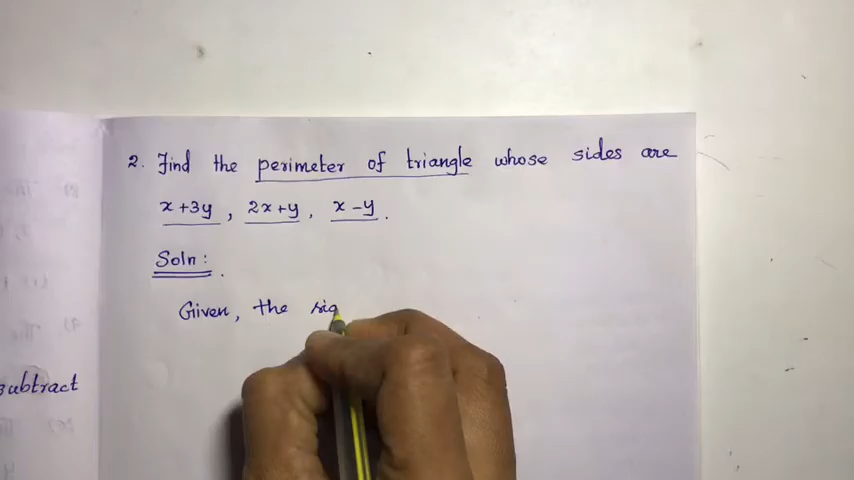 2. Find the perimeter of triangle whose sides are
x+3y, 2x+y, x-y.
Soln:
Given, the
subtract